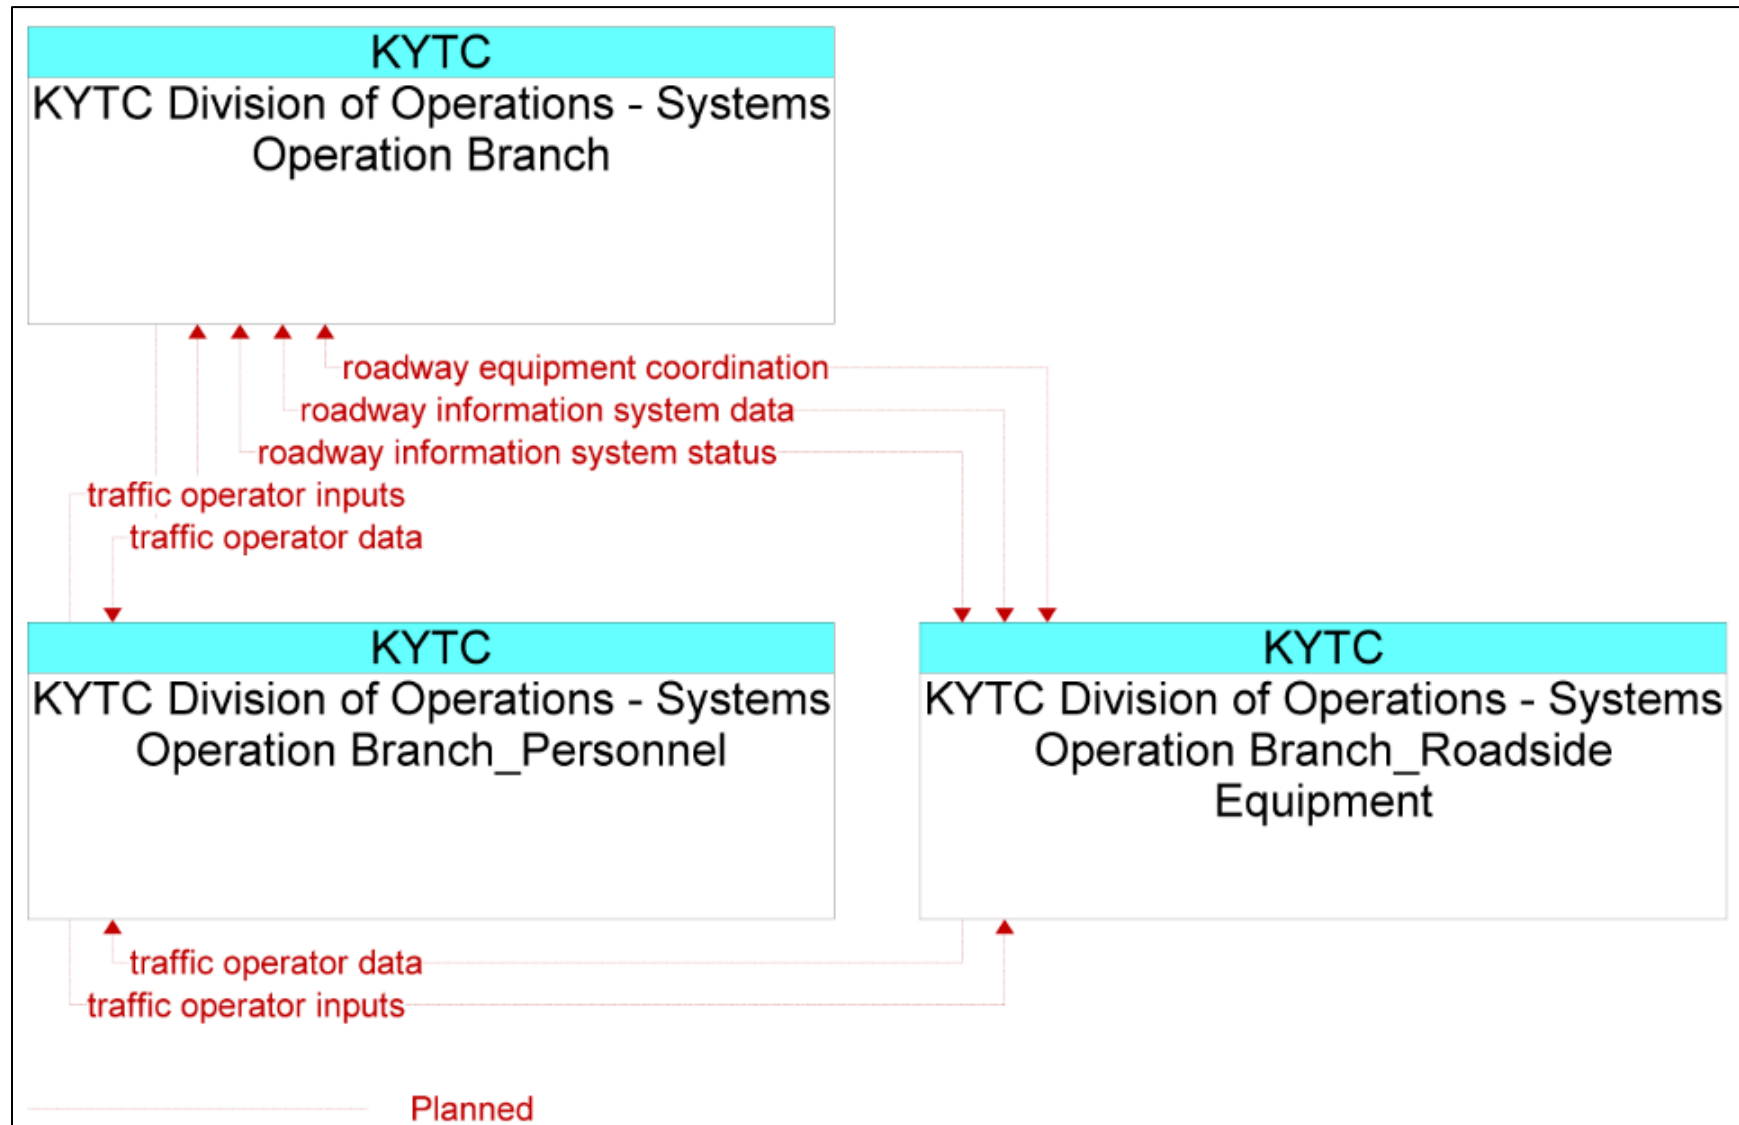 KYTC
KYTC Division of Operations - Systems
Operation Branch
roadway equipment coordination
roadway information system data
roadway information system status
traffic operator inputs
traffic operator data
KYTC
KYTC Division of Operations - Systems
Operation Branch_Personnel
KYTC
KYTC Division of Operations - Systems
Operation Branch_Roadside
Equipment
traffic operator data
traffic operator inputs
Planned